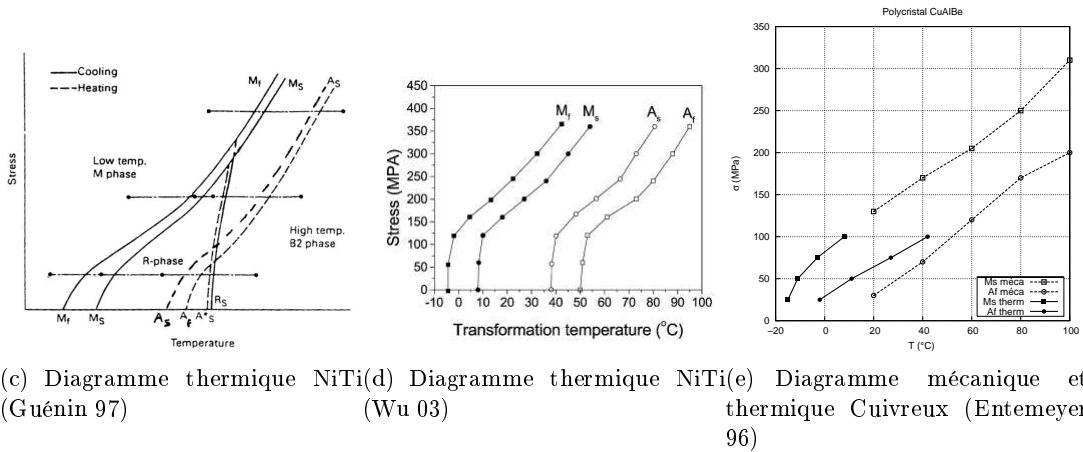 Cooling
Heating
Mf
Ms
As
Low temp.
M phase
Stress
High temp.
B2 phase
R-phase
Rs
Mf
Ms
As
Af
A*s
Temperature
450
400
350
300
250
200
150
100
50
0
Stress (MPA)
Mf
Ms
As
Af
-10 0 10 20 30 40 50 60 70 80 90 100
Transformation temperature (°C)
Polycristal CuAlBe
350
300
250
200
150
100
50
0
σ (MPa)
Ms méca
Af méca
Ms therm
Af therm
−20 0 20 40 60 80 100
T (°C)
(c) Diagramme thermique NiTi
(Guénin 97)
(d) Diagramme thermique NiTi
(Wu 03)
(e) Diagramme mécanique et
thermique Cuivreux (Entemeyer
96)